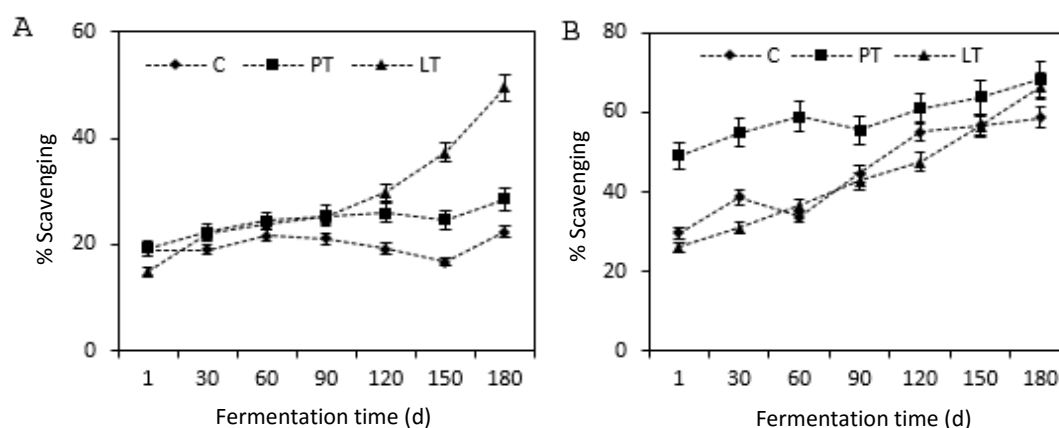 A
60
40
20
0
% Scavenging
C PT LT
1 30 60 90 120 150 180
Fermentation time (d)
B
80
60
40
20
0
% Scavenging
C PT LT
1 30 60 90 120 150 180
Fermentation time (d)